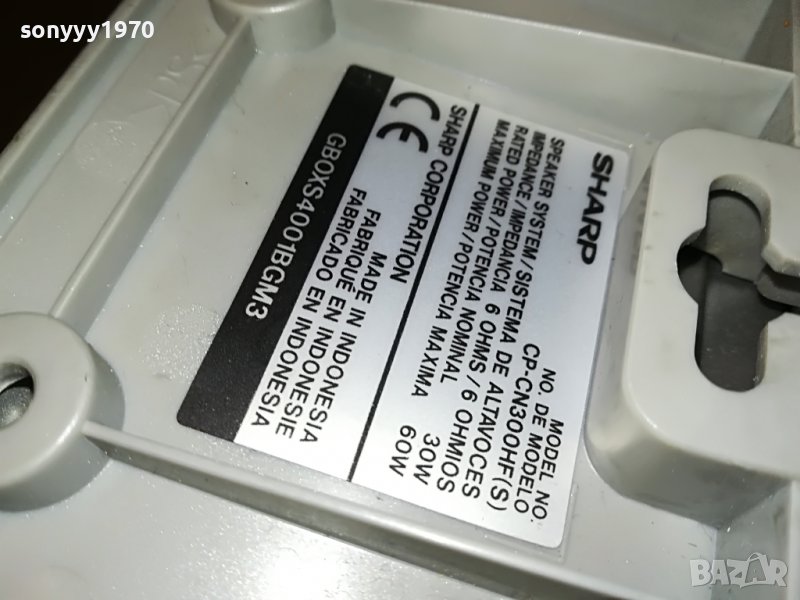 sonyyy1970
SHARP
MODEL NO.
NO. DE MODELO
CP-CN300HF(S)
SPEAKER SYSTEM / SISTEMA DE ALTAVOCES
IMPEDANCE / IMPEDANCIA 6 OHMS / 6 OHMIOS
RATED POWER / POTENCIA NOMINAL 30W
MAXIMUM POWER / POTENCIA MAXIMA 60W
SHARP CORPORATION
CE
MADE IN INDONESIA
FABRIQUÉ EN INDONESIE
FABRICADO EN INDONESIA
GBOXS4001BGM3
BAZAR